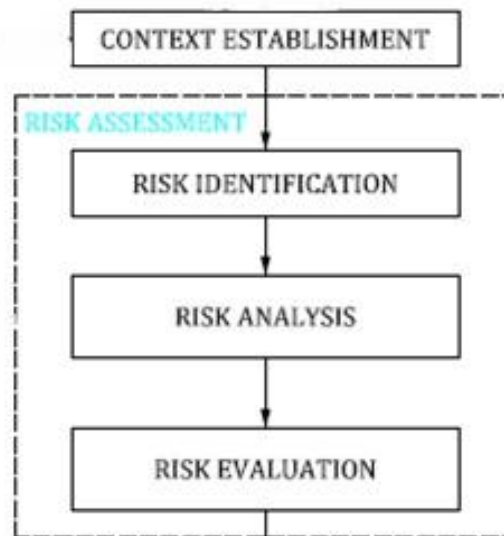 CONTEXT ESTABLISHMENT
RISK ASSESSMENT
RISK IDENTIFICATION
RISK ANALYSIS
RISK EVALUATION